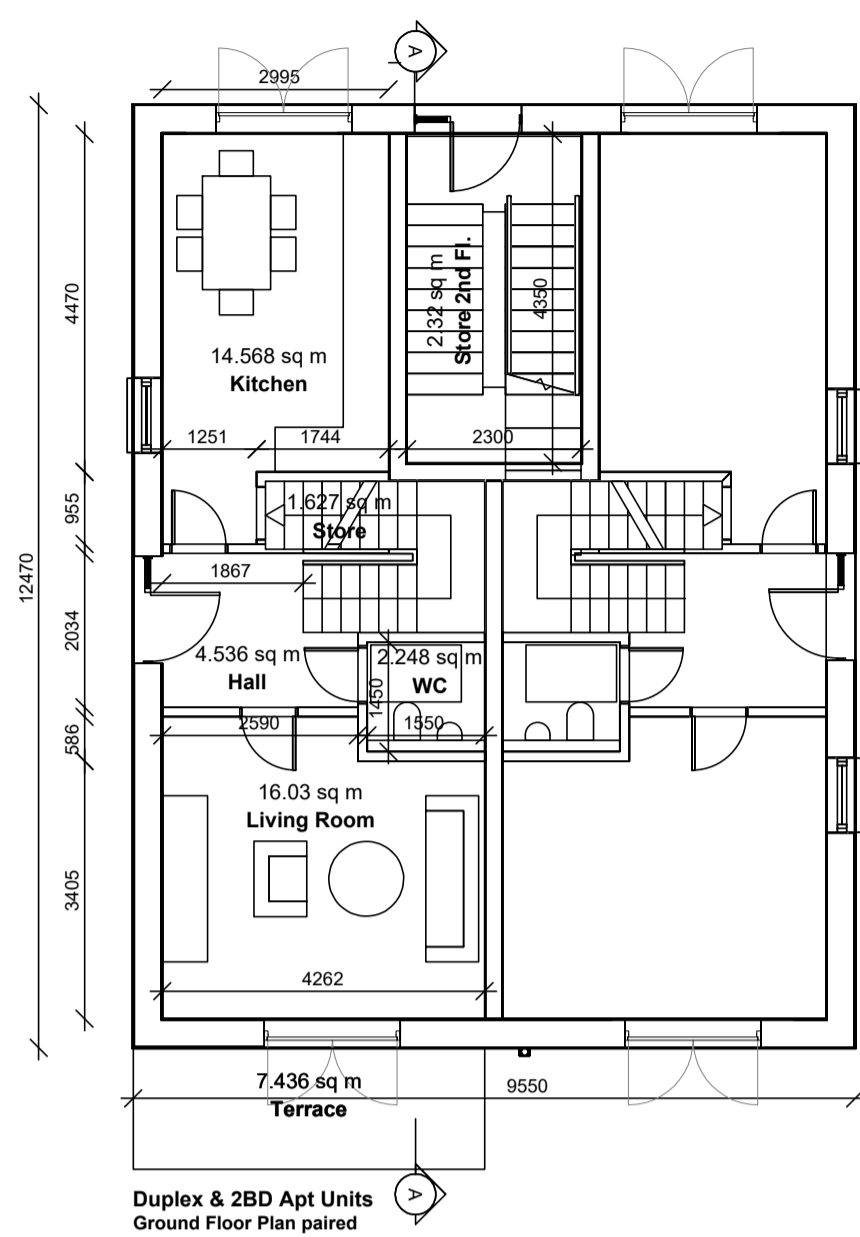 A
2995
4470
2.32 sq m
Store 2nd Fl.
4350
14.568 sq m
Kitchen
1251
1744
2300
955
1.627 sq m
Store
12470
1867
2034
4.536 sq m
Hall
2.248 sq m
WC
1450
586
2590
1550
16.03 sq m
Living Room
3405
4262
7.436 sq m
Terrace
9550
A
Duplex & 2BD Apt Units
Ground Floor Plan paired